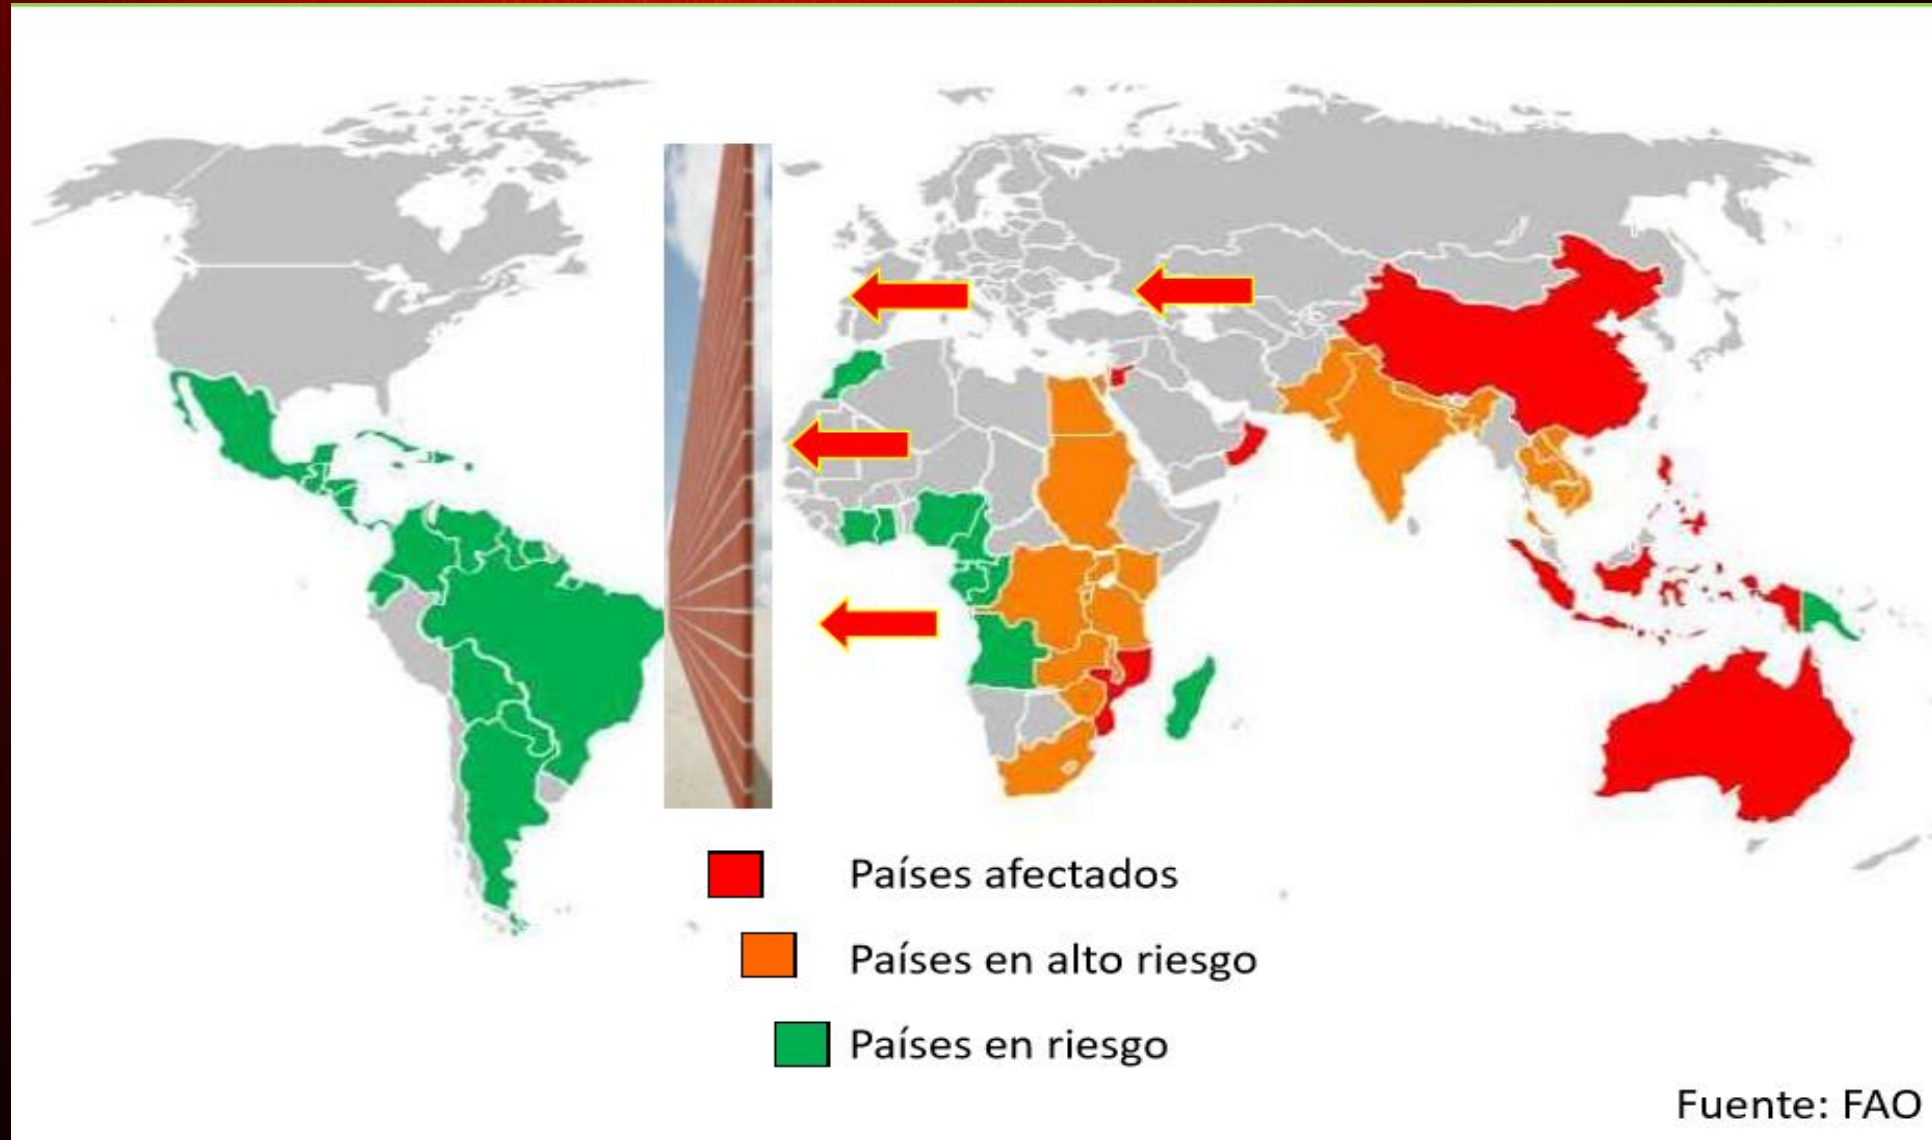 Países afectados
Países en alto riesgo
Países en riesgo
Fuente: FAO